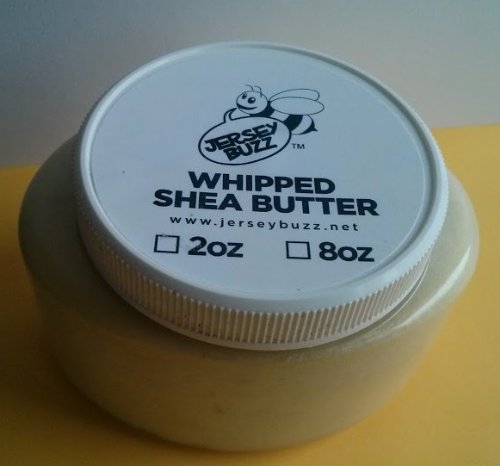 JERSEY
BUZZ
TM
WHIPPED
SHEA BUTTER
www.jerseybuzz.net
2oz 8oz